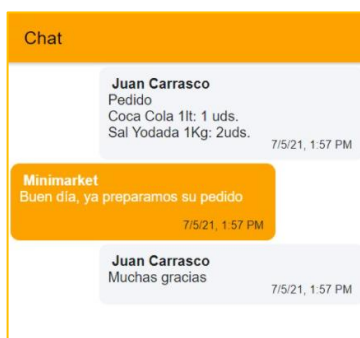 Chat
Juan Carrasco
Pedido
Coca Cola 1lt: 1 uds.
Sal Yodada 1Kg: 2uds.
7/5/21, 1:57 PM
Minimarket
Buen día, ya preparamos su pedido
7/5/21, 1:57 PM
Juan Carrasco
Muchas gracias
7/5/21, 1:57 PM